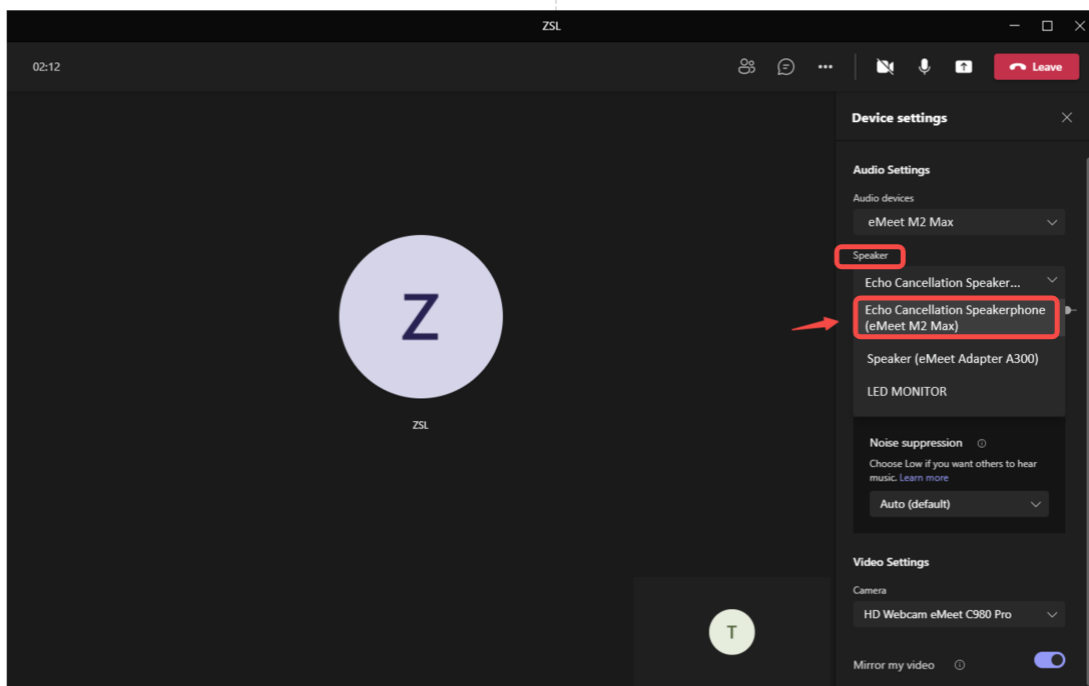 ZSL
02:12
Leave
Device settings
Audio Settings
Audio devices
eMeet M2 Max
Speaker
Echo Cancellation Speaker...
Echo Cancellation Speakerphone
(eMeet M2 Max)
Speaker (eMeet Adapter A300)
LED MONITOR
Z
ZSL
Noise suppression
Choose Low if you want others to hear
music. Learn more
Auto (default)
Video Settings
Camera
HD Webcam eMeet C980 Pro
T
Mirror my video